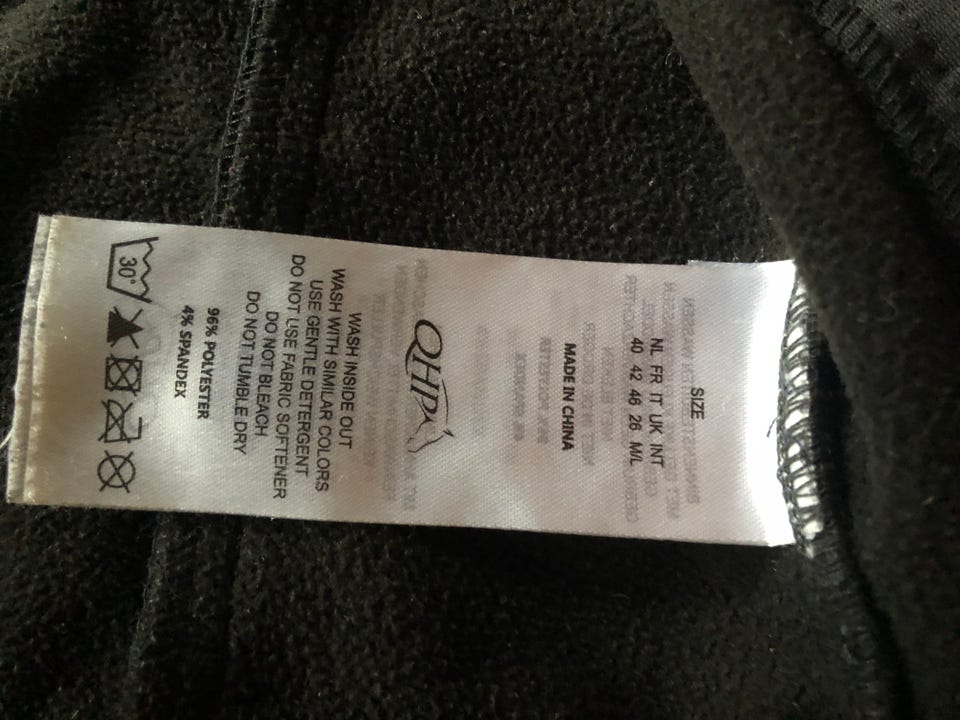 SIZE
NL FR IT UK INT
40 42 46 26 M/L
MADE IN CHINA
QHP
WASH INSIDE OUT
WASH WITH SIMILAR COLORS
USE GENTLE DETERGENT
DO NOT USE FABRIC SOFTENER
DO NOT BLEACH
DO NOT TUMBLE DRY
96% POLYESTER
4% SPANDEX
30°